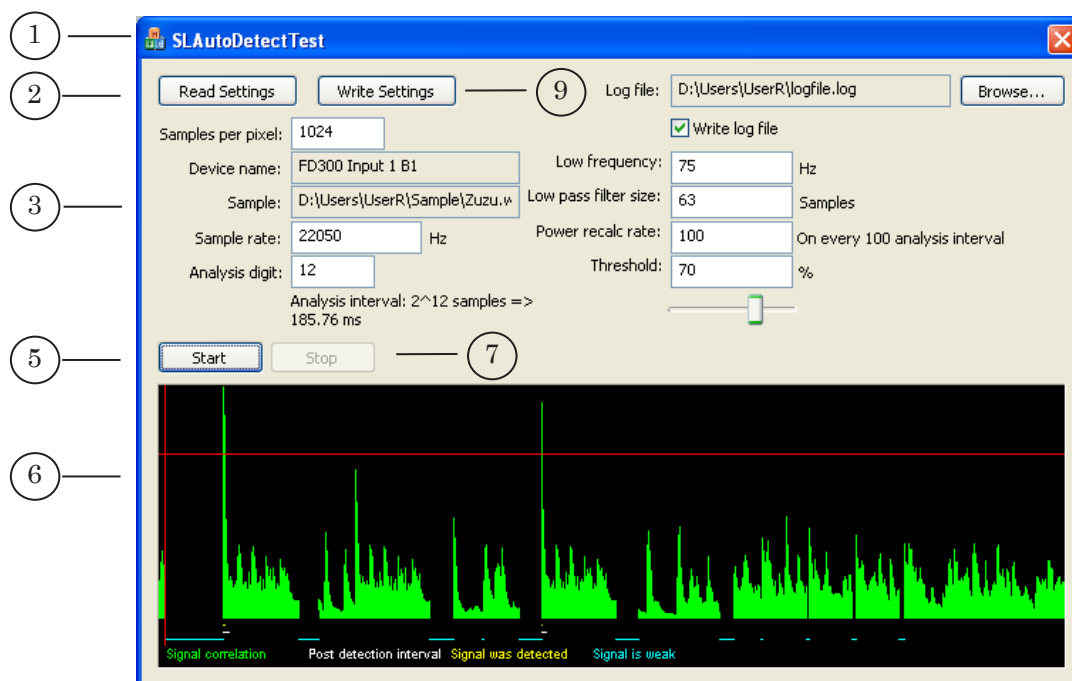 1
SLAutoDetectTest
2
Read Settings
Write Settings
9
Log file:
D:\Users\UserR\logfile.log
Browse...
Samples per pixel:
1024
Write log file
Device name:
FD300 Input 1 B1
Low frequency:
75
Hz
3
Sample:
D:\Users\UserR\Sample\Zuzu.w
Low pass filter size:
63
Samples
Sample rate:
22050
Hz
Power recalc rate:
100
On every 100 analysis interval
Analysis digit:
12
Threshold:
70
%
Analysis interval: 2^12 samples =>
185.76 ms
5
Start
Stop
7
6
Signal correlation
Post detection interval
Signal was detected
Signal is weak